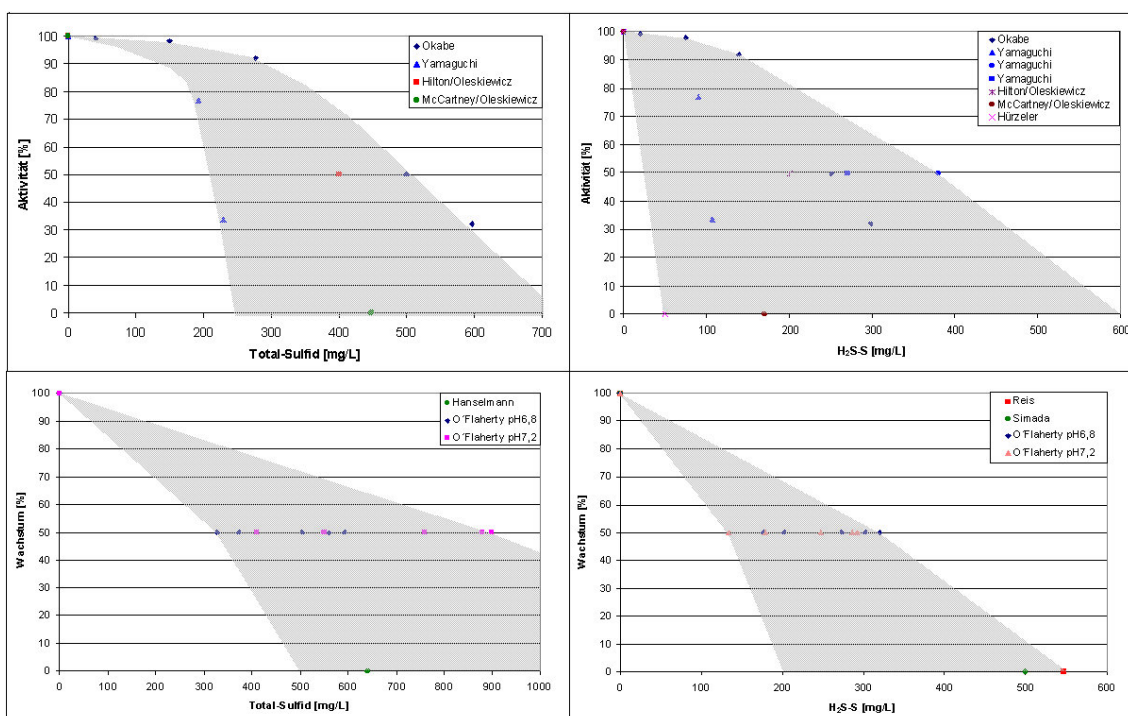 Aktivität [%]
100
90
80
70
60
50
40
30
20
10
0
0 100 200 300 400 500 600 700
Total-Sulfid [mg/L]
Okabe
Yamaguchi
Hilton/Oleskiewicz
McCartney/Oleskiewicz
Aktivität [%]
100
90
80
70
60
50
40
30
20
10
0
0 100 200 300 400 500 600
H₂S-S [mg/L]
Okabe
Yamaguchi
Yamaguchi
Yamaguchi
Hilton/Oleskiewicz
McCartney/Oleskiewicz
Hürzeler
Wachstum [%]
100
90
80
70
60
50
40
30
20
10
0
0 100 200 300 400 500 600 700 800 900 1000
Total-Sulfid [mg/L]
Hanselmann
O´Flaherty pH6,8
O´Flaherty pH7,2
Wachstum [%]
100
90
80
70
60
50
40
30
20
10
0
0 100 200 300 400 500 600
H₂S-S [mg/L]
Reis
Simada
O´Flaherty pH6,8
O´Flaherty pH7,2